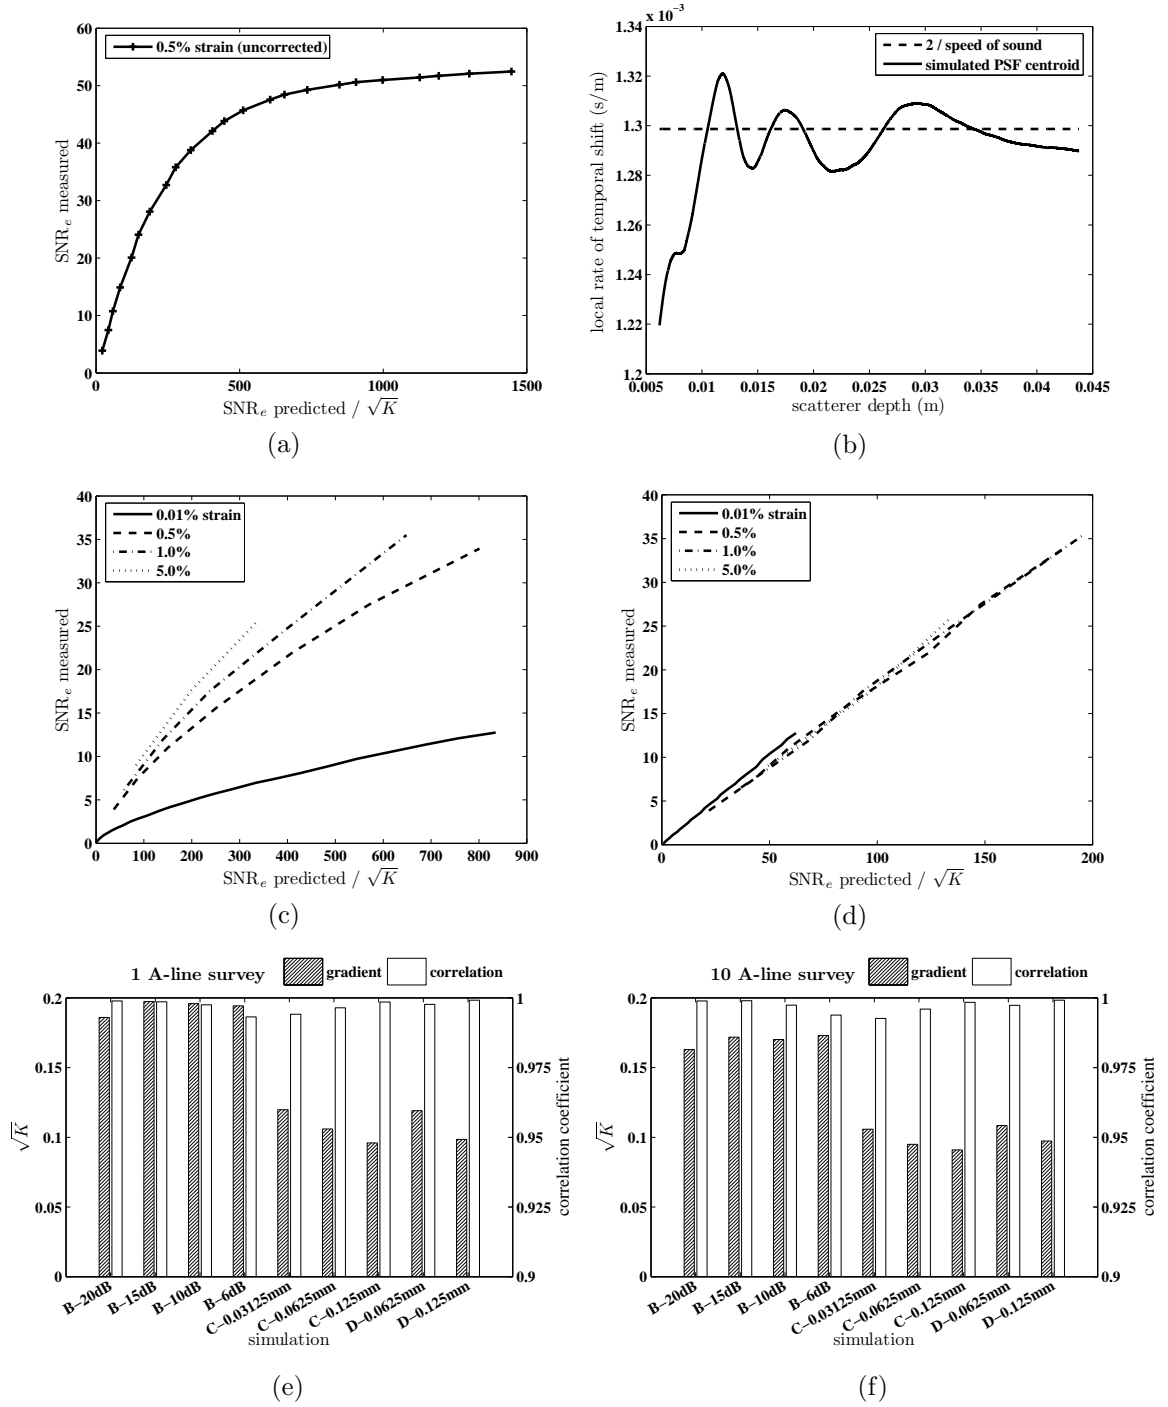 60
50
40
30
20
10
0
0 500 1000 1500
0.5% strain (uncorrected)
SNRe measured
SNRe predicted / √K
(a)
x 10−3
1.34
1.32
1.3
1.28
1.26
1.24
1.22
1.2
0.005 0.01 0.015 0.02 0.025 0.03 0.035 0.04 0.045
2 / speed of sound
simulated PSF centroid
local rate of temporal shift (s/m)
scatterer depth (m)
(b)
40
35
30
25
20
15
10
5
0
0 100 200 300 400 500 600 700 800 900
0.01% strain
0.5%
1.0%
5.0%
SNRe measured
SNRe predicted / √K
(c)
40
35
30
25
20
15
10
5
0
0 50 100 150 200
0.01% strain
0.5%
1.0%
5.0%
SNRe measured
SNRe predicted / √K
(d)
1 A-line survey
gradient
correlation
0.2
0.15
0.1
0.05
0
√K
1
0.975
0.95
0.925
0.9
correlation coefficient
B−20dB
B−15dB
B−10dB
B−6dB
C−0.03125mm
C−0.0625mm
C−0.125mm
D−0.0625mm
D−0.125mm
simulation
(e)
10 A-line survey
gradient
correlation
0.2
0.15
0.1
0.05
0
√K
1
0.975
0.95
0.925
0.9
correlation coefficient
B−20dB
B−15dB
B−10dB
B−6dB
C−0.03125mm
C−0.0625mm
C−0.125mm
D−0.0625mm
D−0.125mm
simulation
(f)